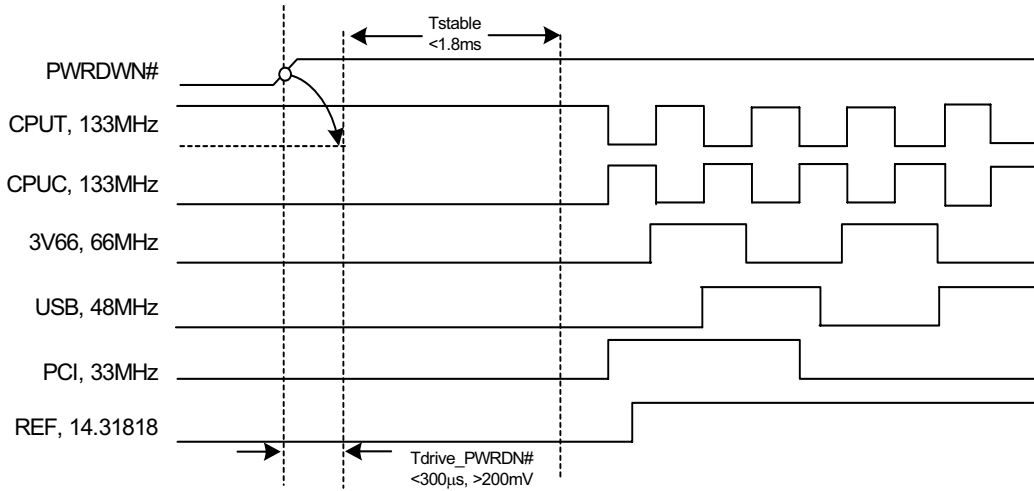 Tstable
<1.8ms
PWRDWN#
CPUT, 133MHz
CPUC, 133MHz
3V66, 66MHz
USB, 48MHz
PCI, 33MHz
REF, 14.31818
Tdrive_PWRDN#
<300μs, >200mV